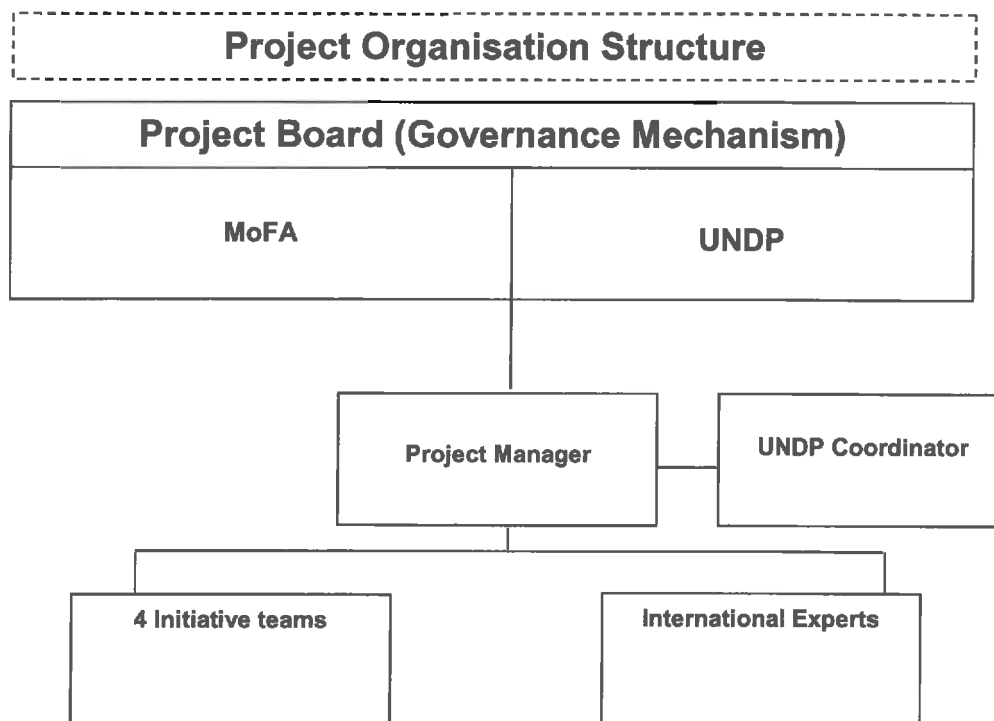 Project Organisation Structure
Project Board (Governance Mechanism)
MoFA
UNDP
Project Manager
UNDP Coordinator
4 Initiative teams
International Experts